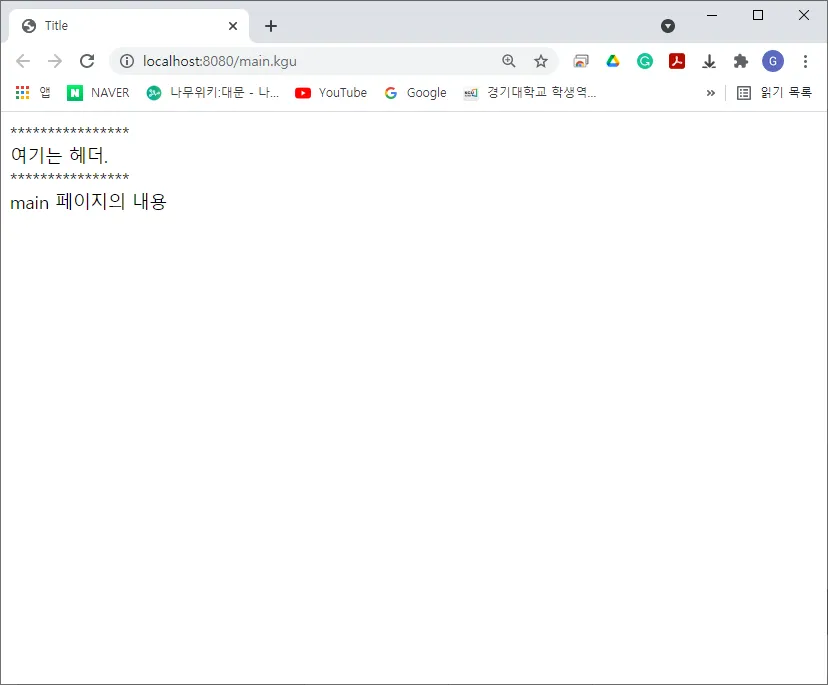 Title
localhost:8080/main.kgu
G
앱 NAVER 나무위키:대문 - 나... YouTube Google 경기대학교 학생역... » 읽기 목록
****************
여기는 헤더.
****************
main 페이지의 내용